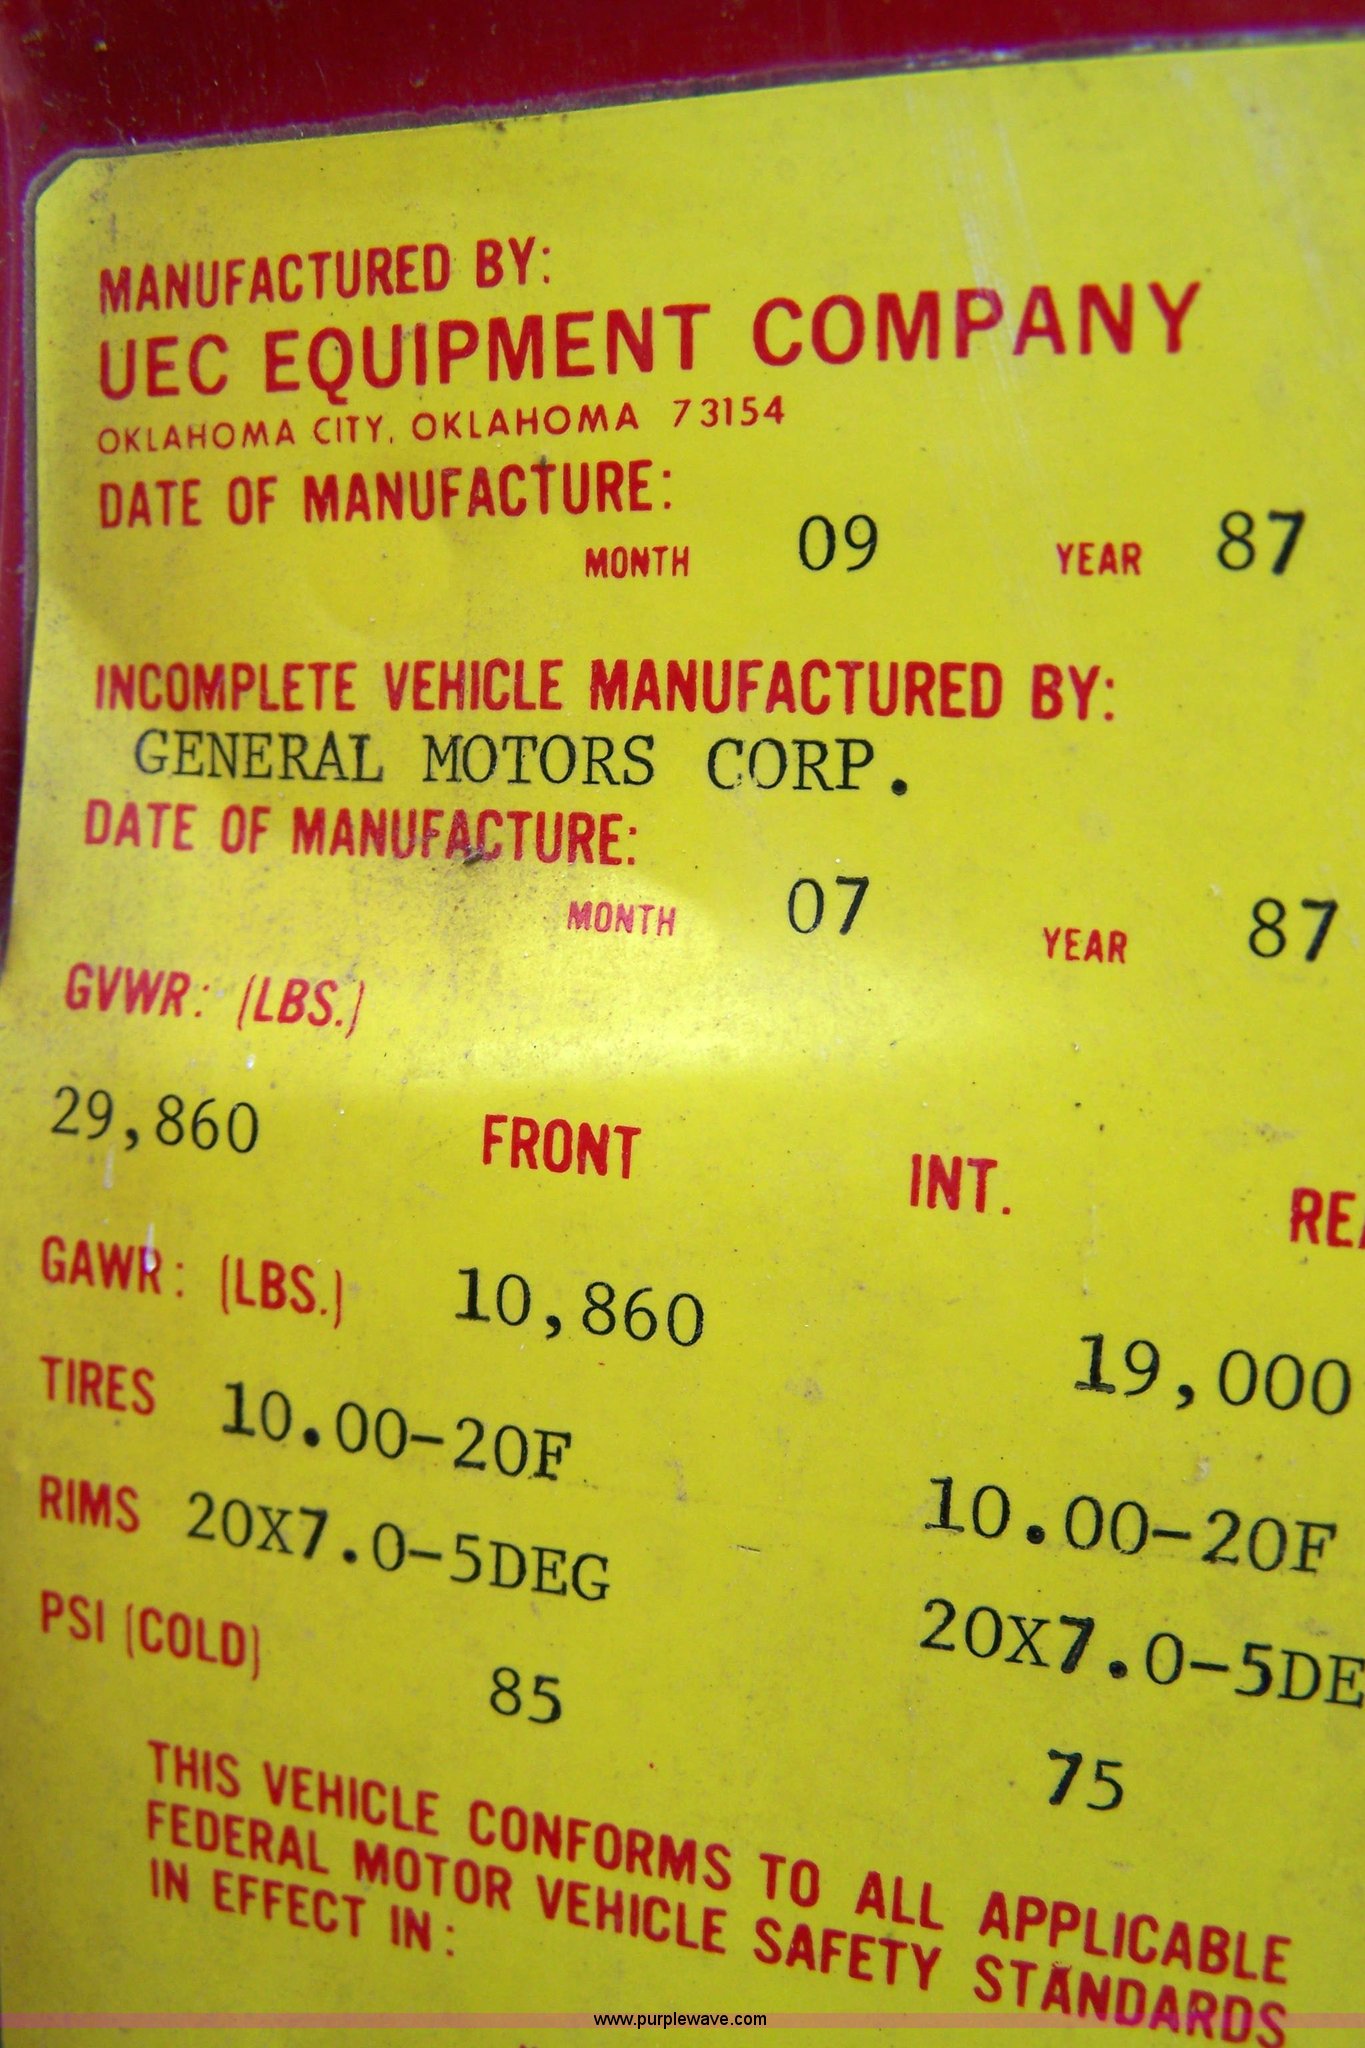 MANUFACTURED BY:
UEC EQUIPMENT COMPANY
OKLAHOMA CITY, OKLAHOMA 73154
DATE OF MANUFACTURE:
MONTH 09 YEAR 87
INCOMPLETE VEHICLE MANUFACTURED BY:
GENERAL MOTORS CORP.
DATE OF MANUFACTURE:
MONTH 07 YEAR 87
GVWR: (LBS.)
29,860 FRONT INT. REA
GAWR: (LBS.) 10,860 19,000
TIRES 10.00-20F 10.00-20F
RIMS 20X7.0-5DEG 20X7.0-5DE
PSI (COLD) 85 75
THIS VEHICLE CONFORMS TO ALL APPLICABLE
FEDERAL MOTOR VEHICLE SAFETY STANDARDS
IN EFFECT IN:
www.purplewave.com